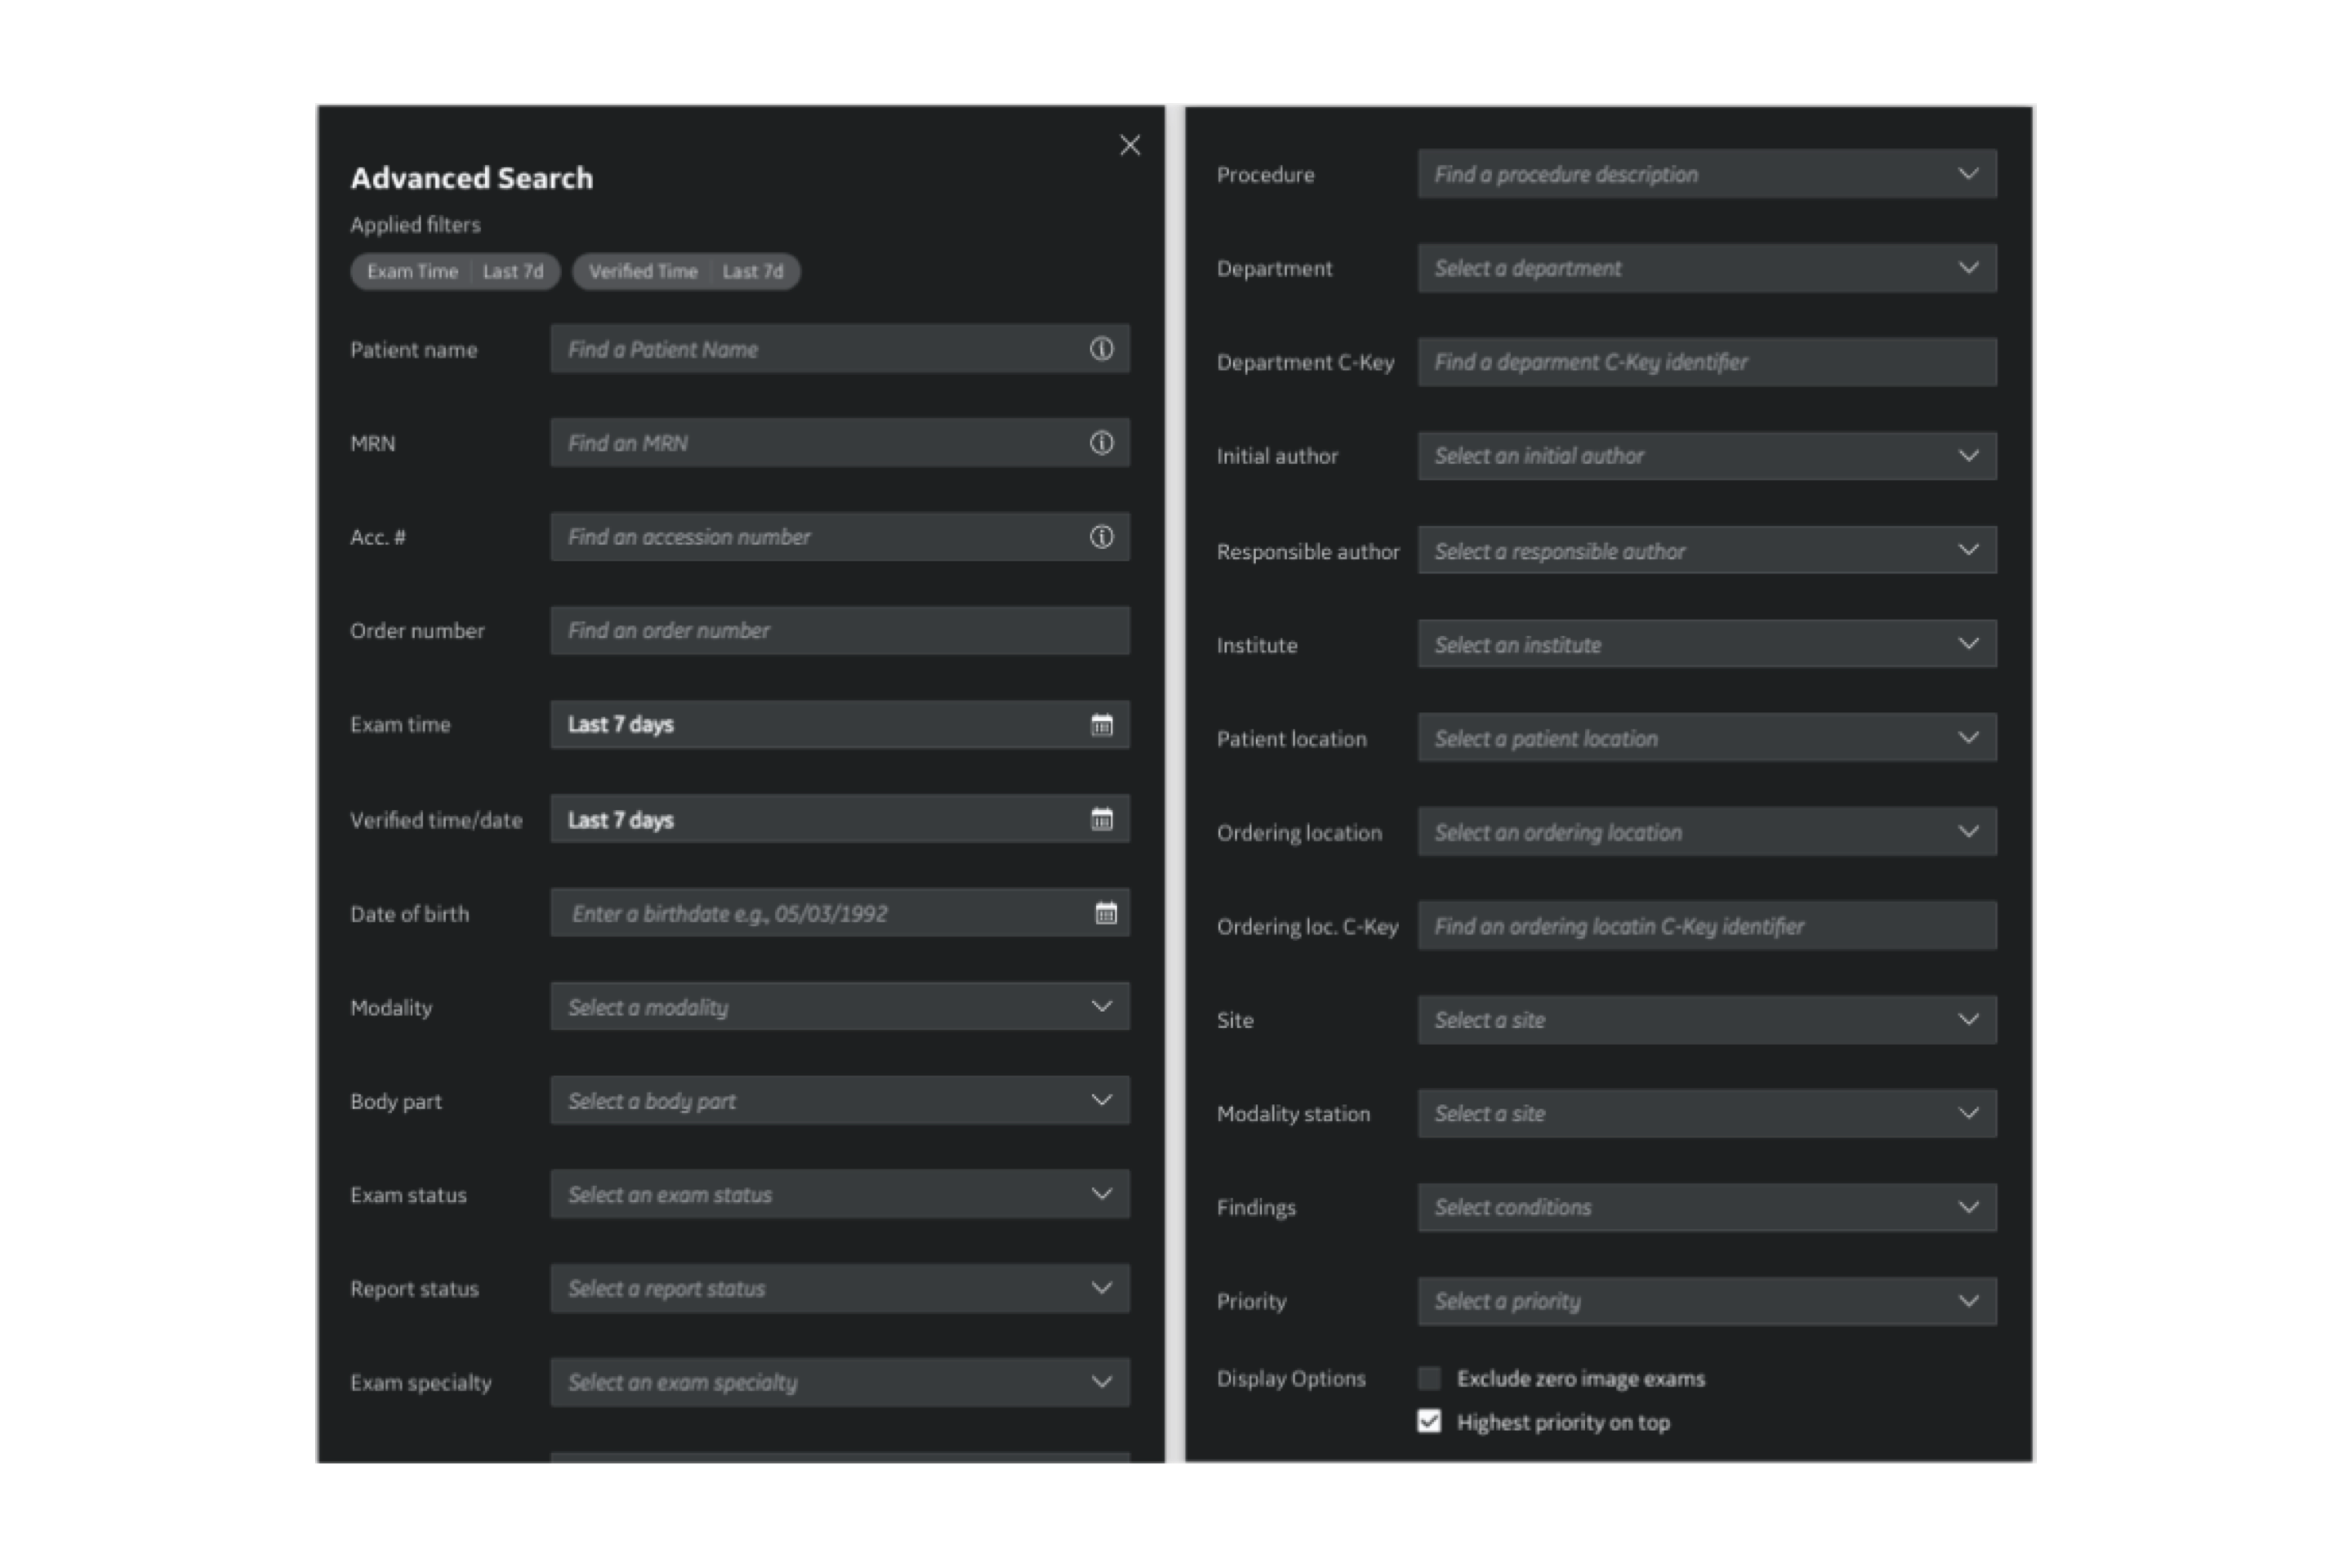 Advanced Search
Applied filters
Exam Time Last 7d Verified Time Last 7d
Patient name Find a Patient Name
MRN Find an MRN
Acc. # Find an accession number
Order number Find an order number
Exam time Last 7 days
Verified time/date Last 7 days
Date of birth Enter a birthdate e.g., 05/03/1992
Modality Select a modality
Body part Select a body part
Exam status Select an exam status
Report status Select a report status
Exam specialty Select an exam specialty
Procedure Find a procedure description
Department Select a department
Department C-Key Find a deparment C-Key identifier
Initial author Select an initial author
Responsible author Select a responsible author
Institute Select an institute
Patient location Select a patient location
Ordering location Select an ordering location
Ordering loc. C-Key Find an ordering locatin C-Key identifier
Site Select a site
Modality station Select a site
Findings Select conditions
Priority Select a priority
Display Options Exclude zero image exams
Highest priority on top